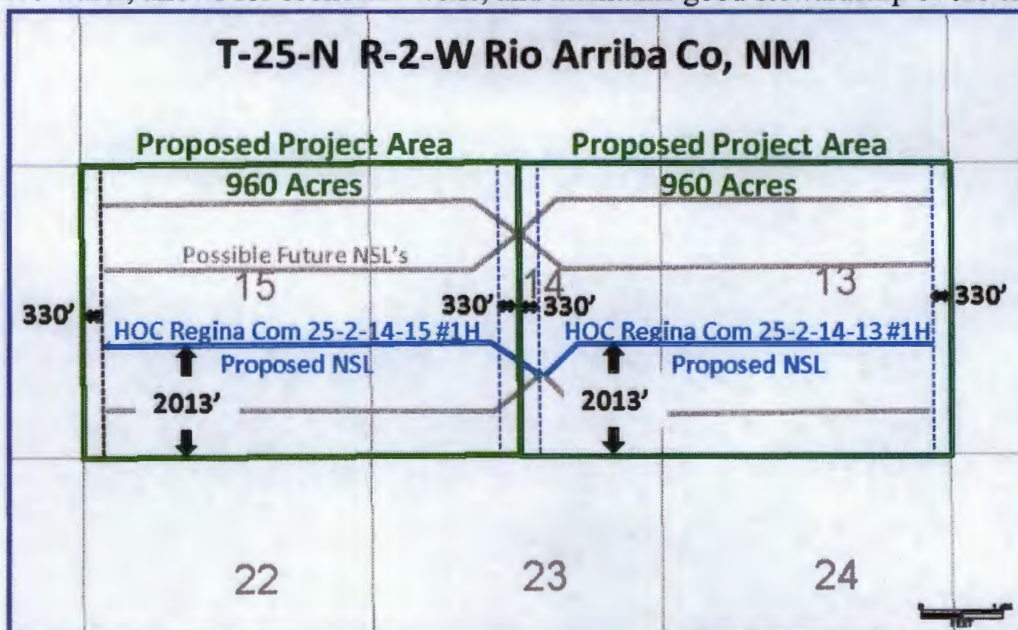 T-25-N R-2-W Rio Arriba Co, NM
Proposed Project Area
Proposed Project Area
960 Acres
960 Acres
Possible Future NSL's
15
14
13
330'
330'
330'
330'
HOC Regina Com 25-2-14-15 #1H
HOC Regina Com 25-2-14-13 #1H
Proposed NSL
Proposed NSL
2013'
2013'
22
23
24
FEET